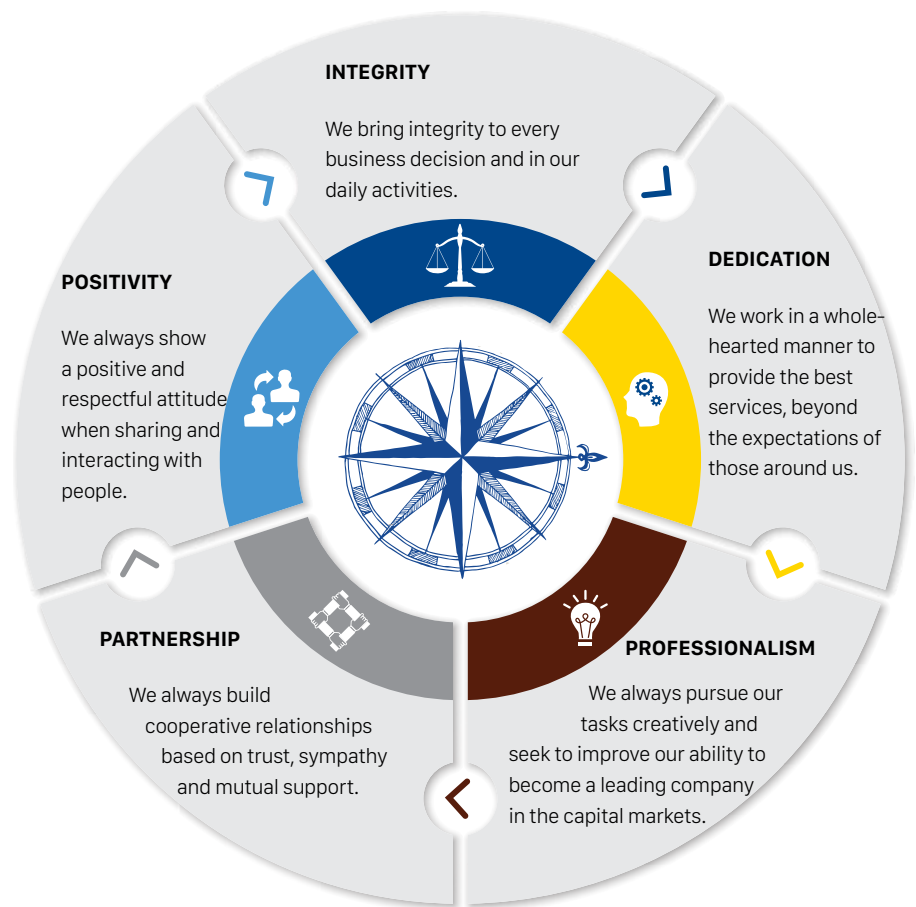 INTEGRITY
We bring integrity to every
business decision and in our
daily activities.
DEDICATION
We work in a whole-
hearted manner to
provide the best
services, beyond
the expectations of
those around us.
PROFESSIONALISM
We always pursue our
tasks creatively and
seek to improve our ability to
become a leading company
in the capital markets.
PARTNERSHIP
We always build
cooperative relationships
based on trust, sympathy
and mutual support.
POSITIVITY
We always show
a positive and
respectful attitude
when sharing and
interacting with
people.